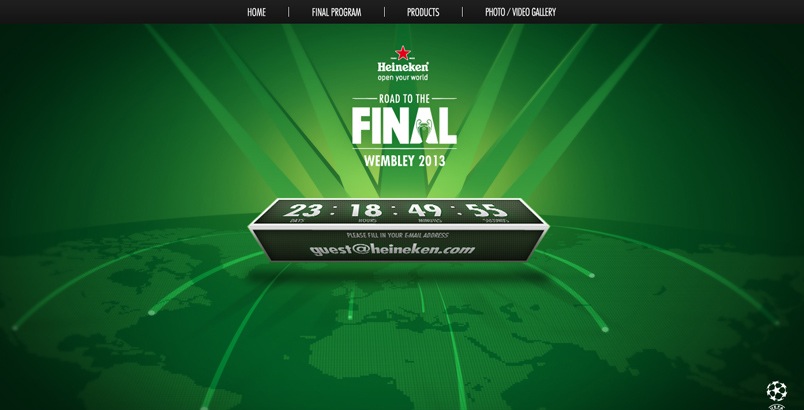 HOME
FINAL PROGRAM
PRODUCTS
PHOTO / VIDEO GALLERY
Heineken
open your world
ROAD TO THE
FINAL
WEMBLEY 2013
23 : 18 : 49 : 55
DAYS HOURS MINUTES SECONDS
PLEASE FILL IN YOUR EMAIL ADDRESS
guest@heineken.com
UEFA